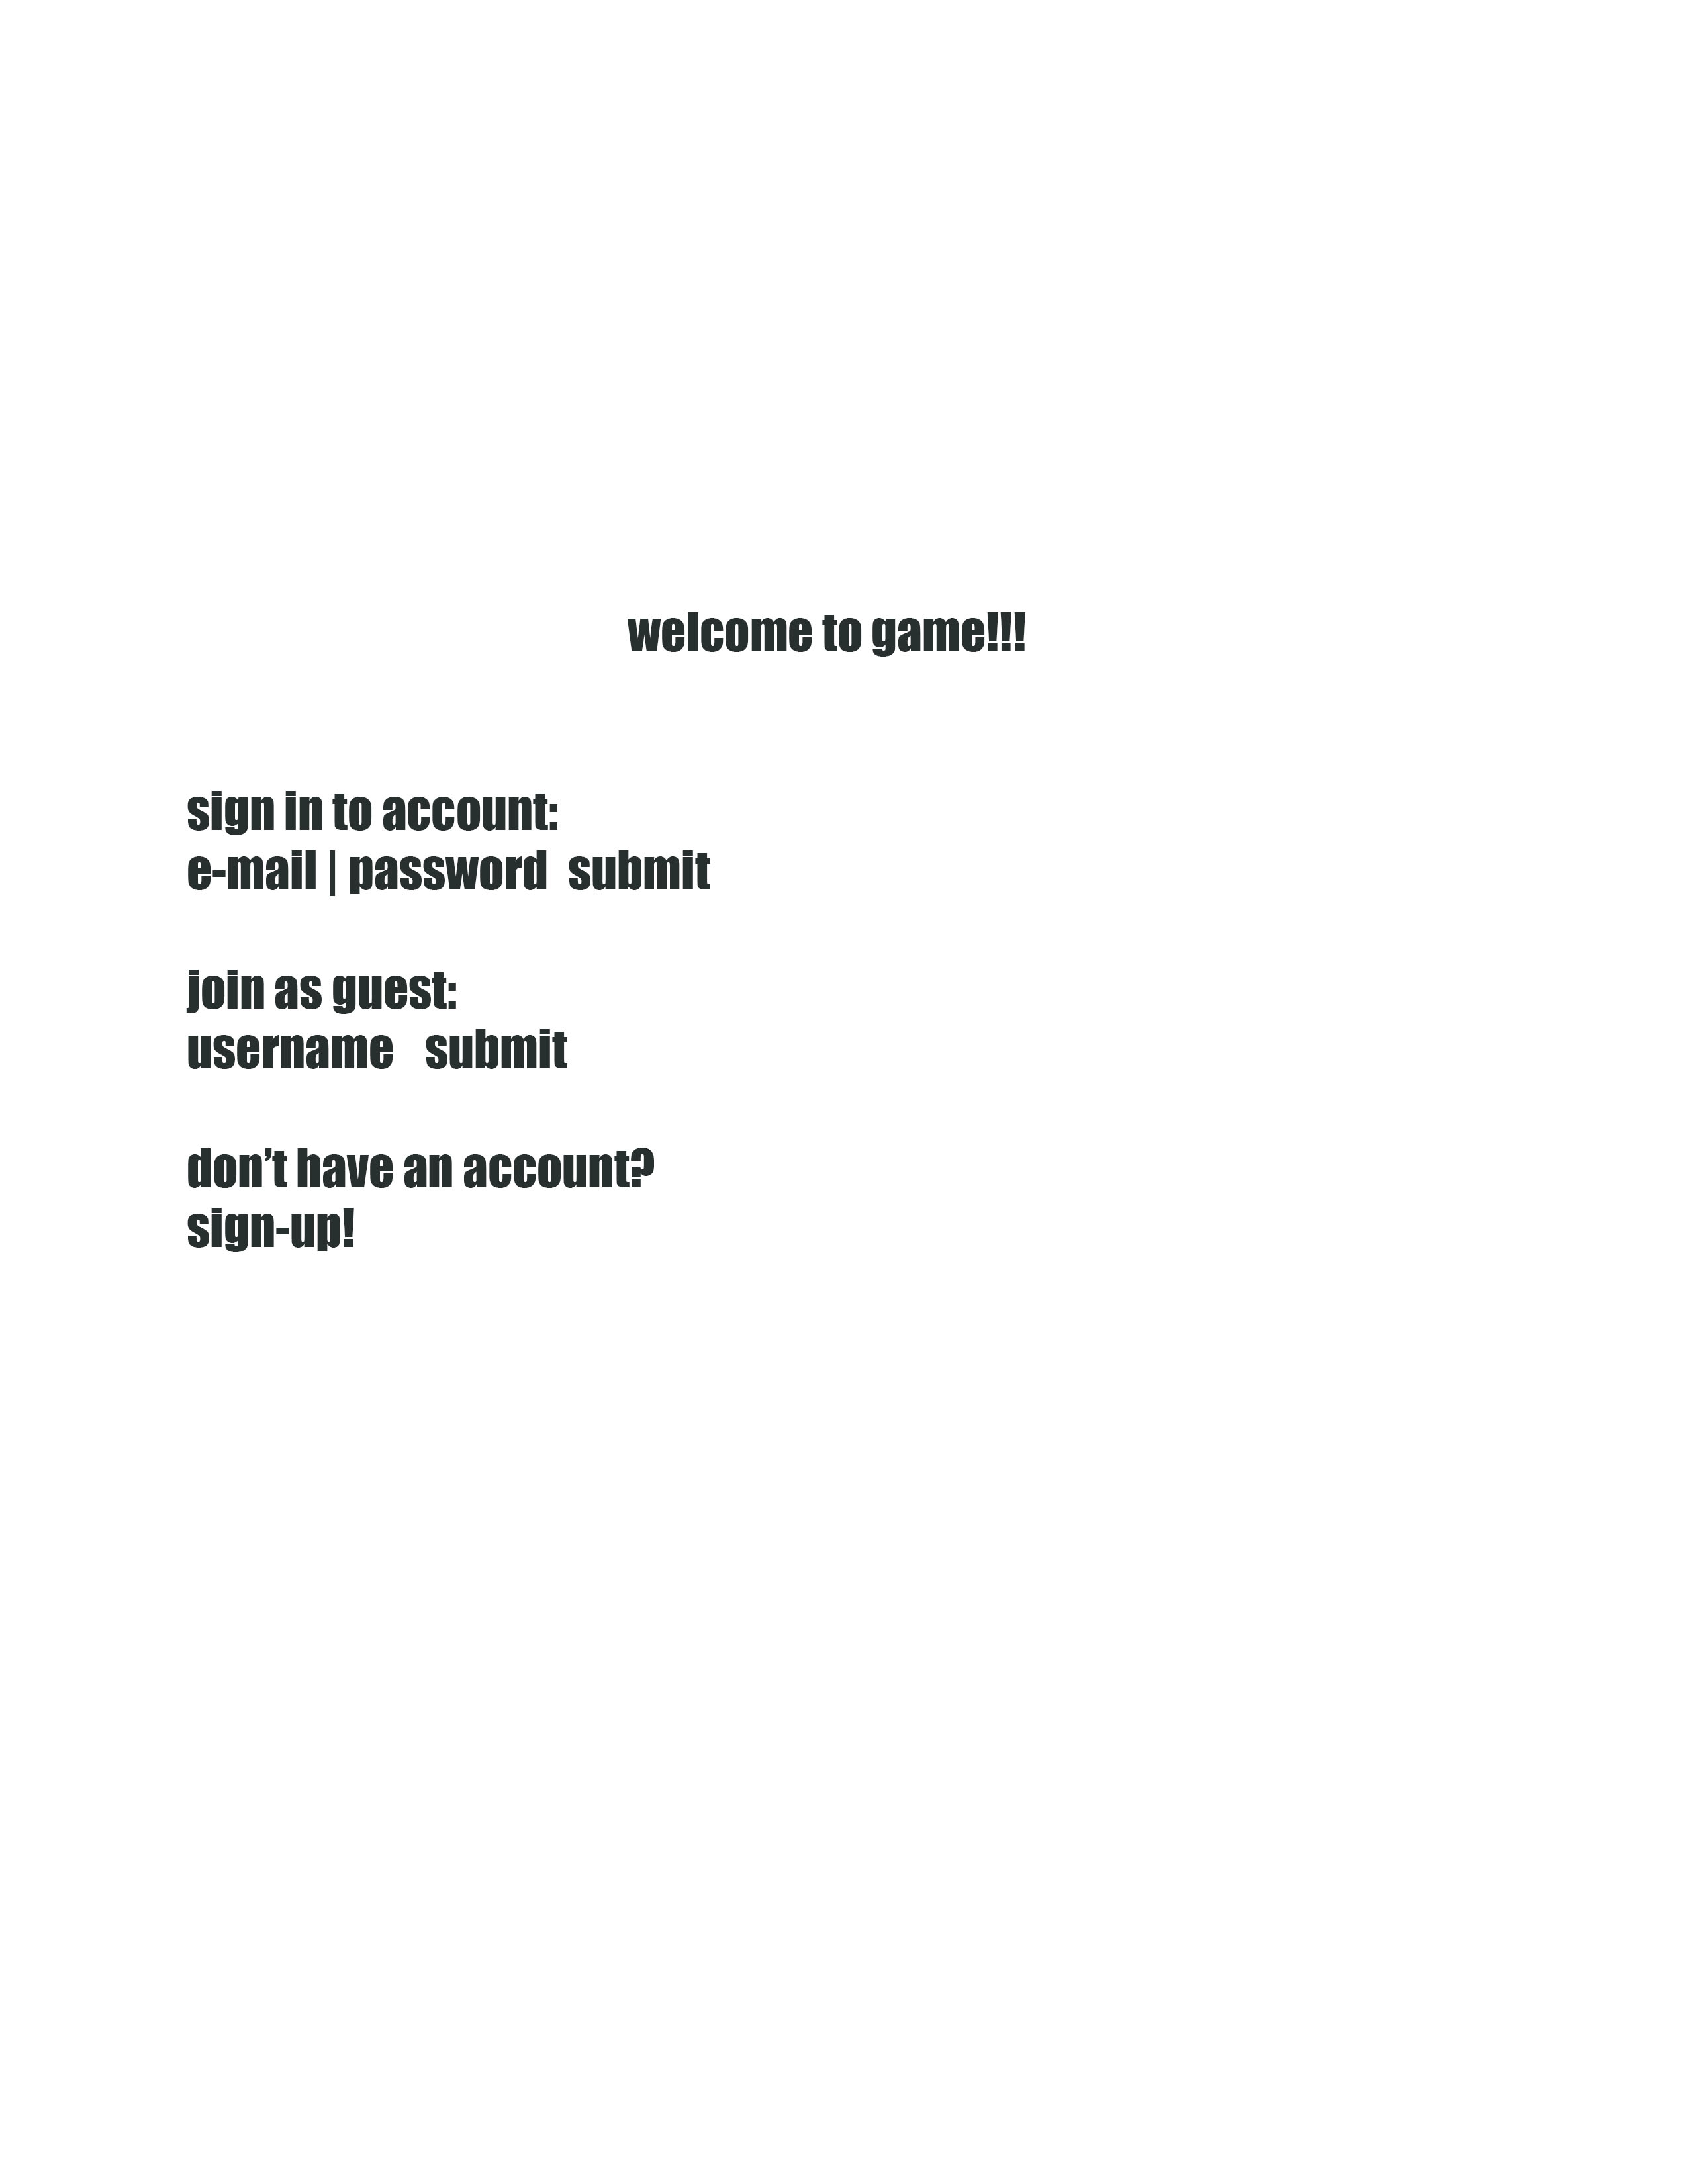 welcome to game!!!
sign in to account:
e-mail | password  submit
join as guest:
username   submit
don’t have an account?
sign-up!